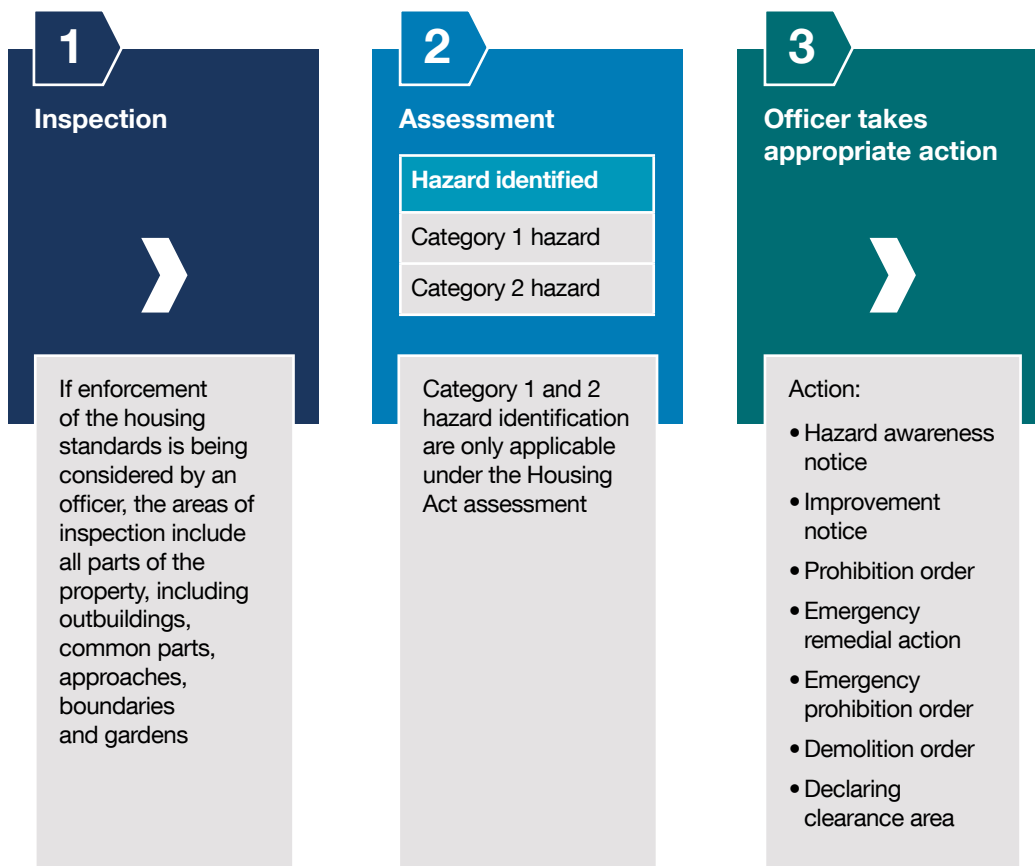 1
Inspection
If enforcement
of the housing
standards is being
considered by an
officer, the areas of
inspection include
all parts of the
property, including
outbuildings,
common parts,
approaches,
boundaries
and gardens
2
Assessment
Hazard identified
Category 1 hazard
Category 2 hazard
Category 1 and 2
hazard identification
are only applicable
under the Housing
Act assessment
3
Officer takes
appropriate action
Action:
• Hazard awareness
notice
• Improvement
notice
• Prohibition order
• Emergency
remedial action
• Emergency
prohibition order
• Demolition order
• Declaring
clearance area